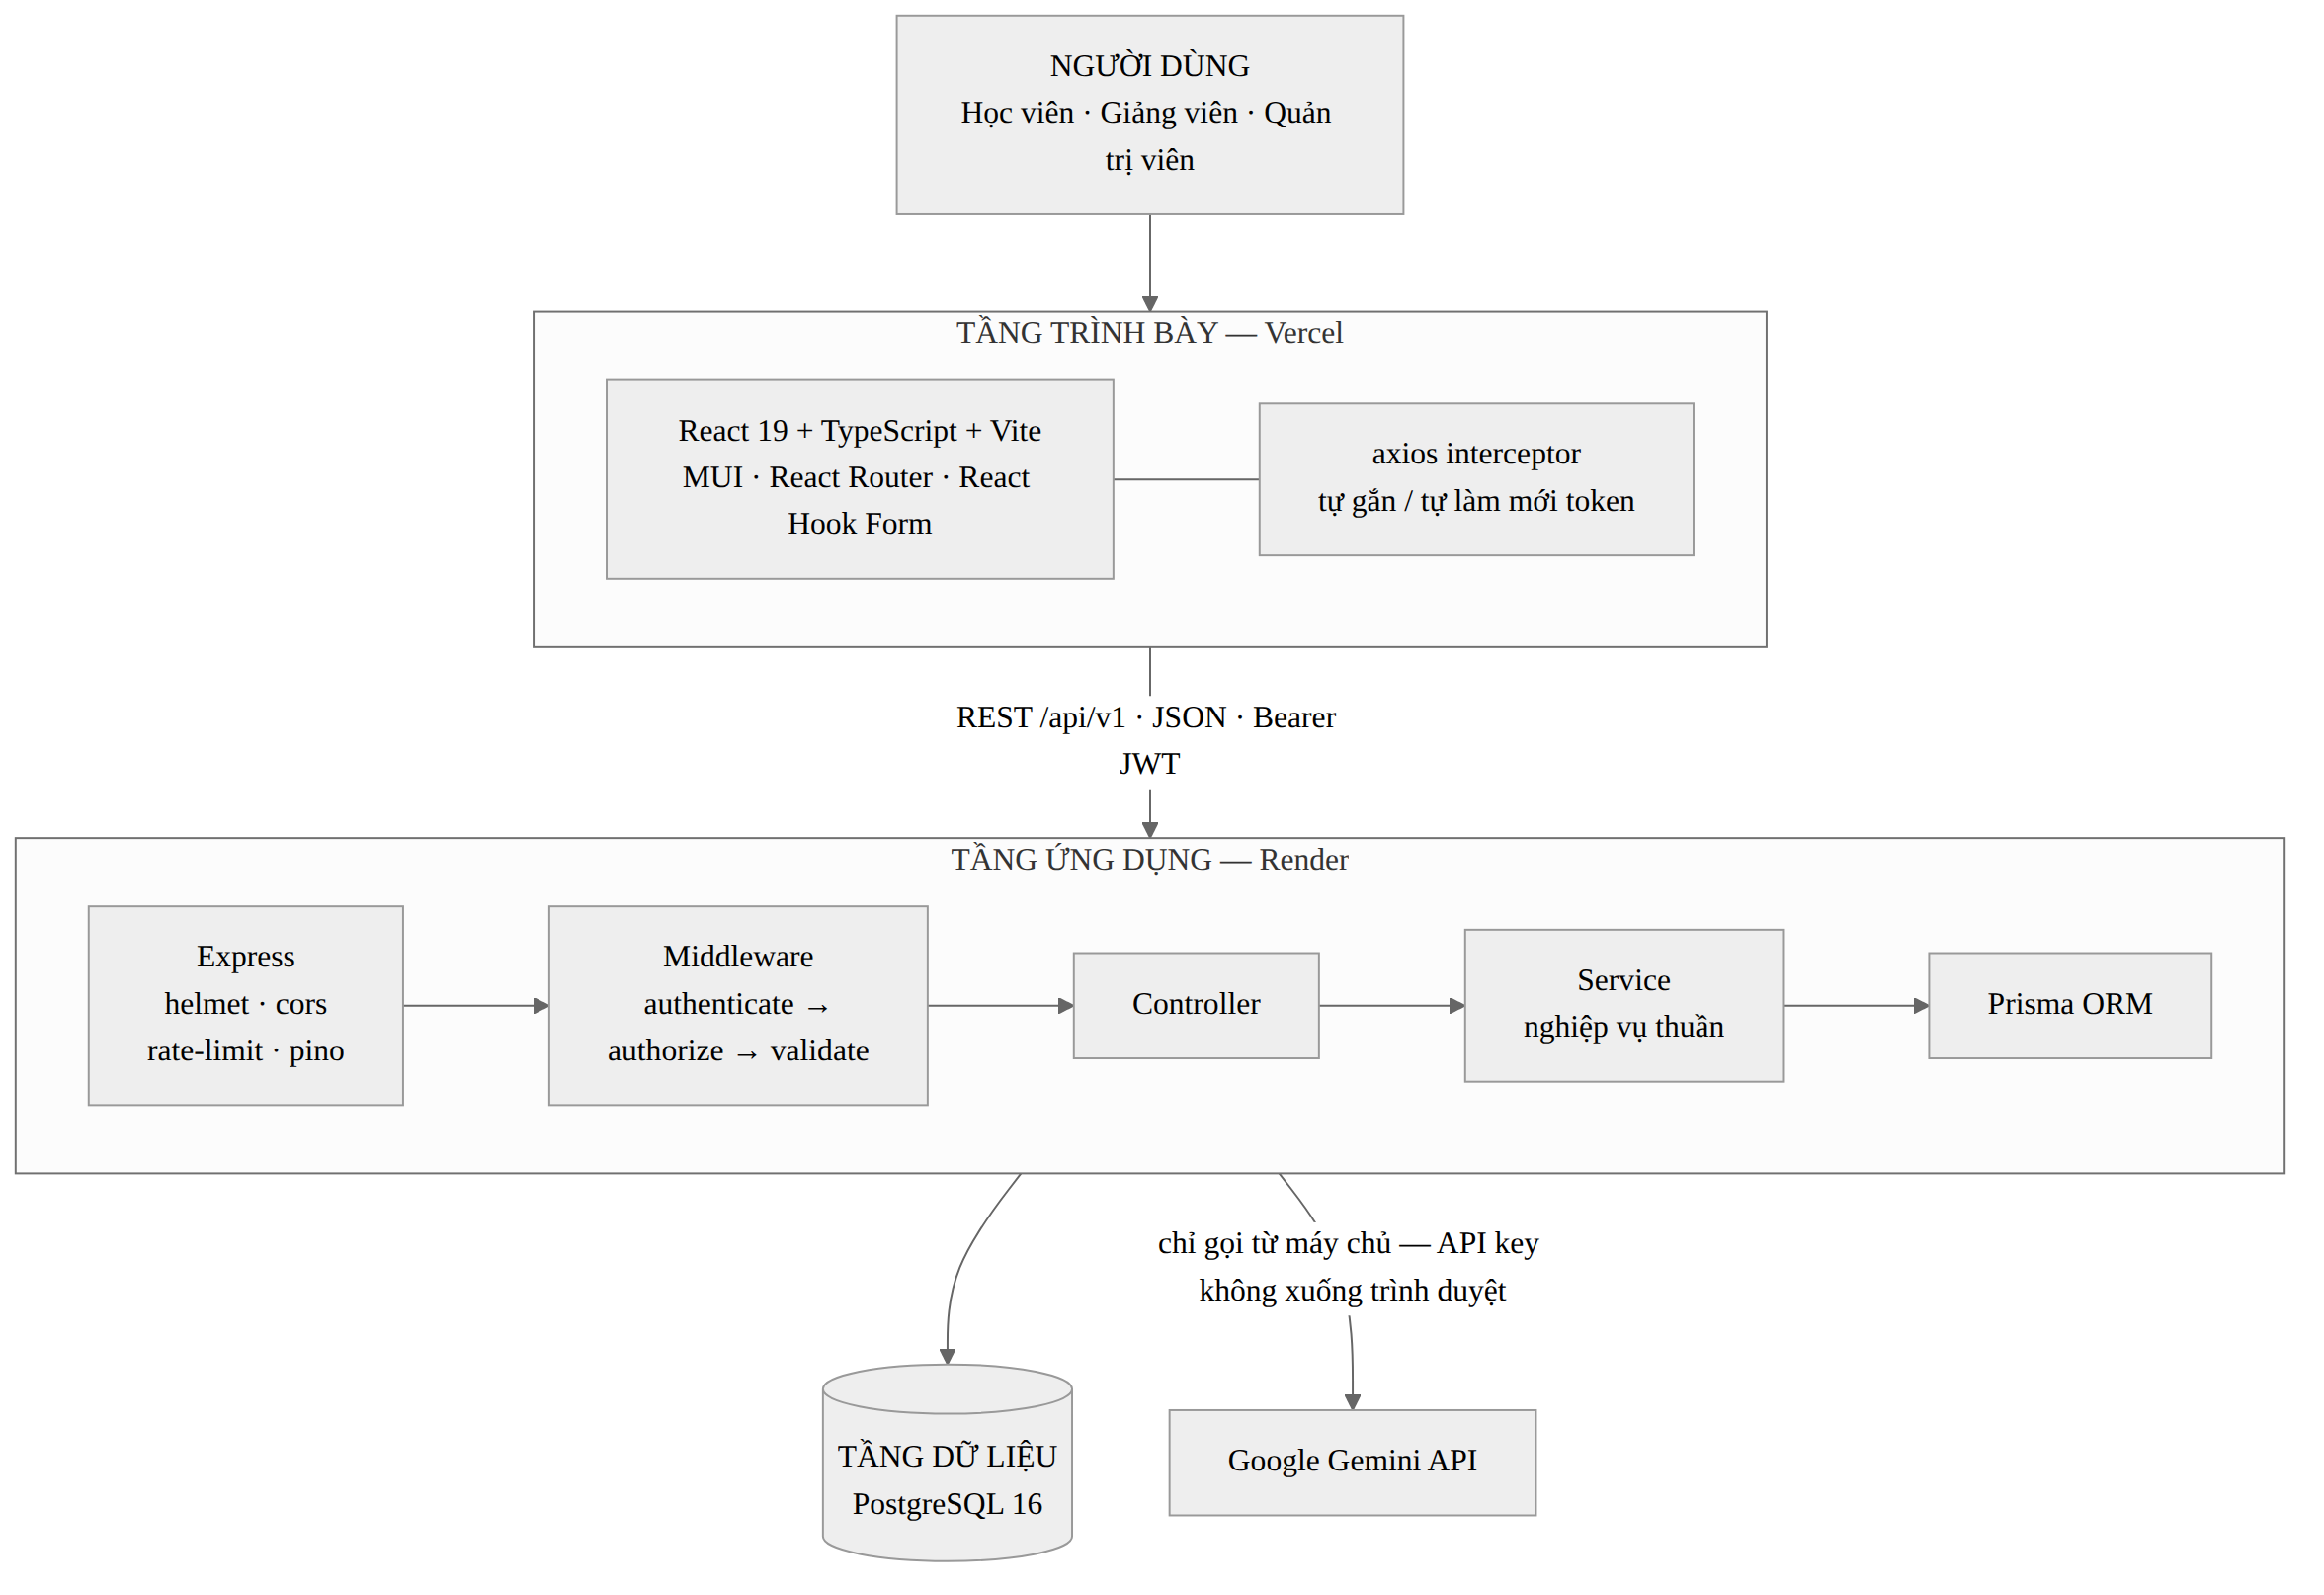 NGƯỜI DÙNG
Học viên · Giảng viên · Quản
trị viên
TẦNG TRÌNH BÀY — Vercel
React 19 + TypeScript + Vite
MUI · React Router · React
Hook Form
axios interceptor
tự gắn / tự làm mới token
REST /api/v1 · JSON · Bearer
JWT
TẦNG ỨNG DỤNG — Render
Express
helmet · cors
rate-limit · pino
Middleware
authenticate →
authorize → validate
Controller
Service
nghiệp vụ thuần
Prisma ORM
chỉ gọi từ máy chủ — API key
không xuống trình duyệt
TẦNG DỮ LIỆU
PostgreSQL 16
Google Gemini API